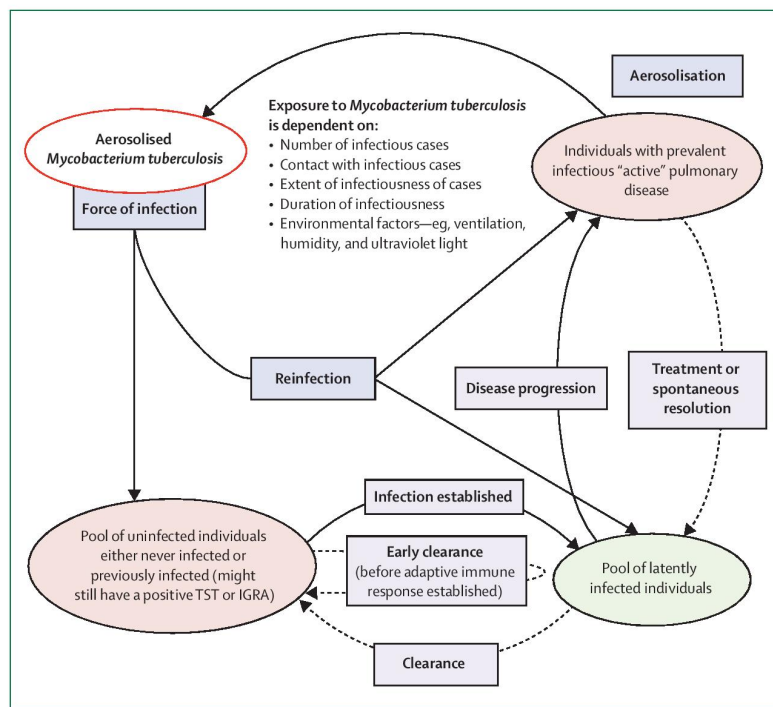 Aerosolisation
Exposure to Mycobacterium tuberculosis
is dependent on:
• Number of infectious cases
• Contact with infectious cases
• Extent of infectiousness of cases
• Duration of infectiousness
• Environmental factors—eg, ventilation,
humidity, and ultraviolet light
Aerosolised
Mycobacterium tuberculosis
Individuals with prevalent
infectious “active” pulmonary
disease
Force of infection
Reinfection
Disease progression
Treatment or
spontaneous
resolution
Infection established
Pool of uninfected individuals
either never infected or
previously infected (might
still have a positive TST or IGRA)
Early clearance
(before adaptive immune
response established)
Pool of latently
infected individuals
Clearance